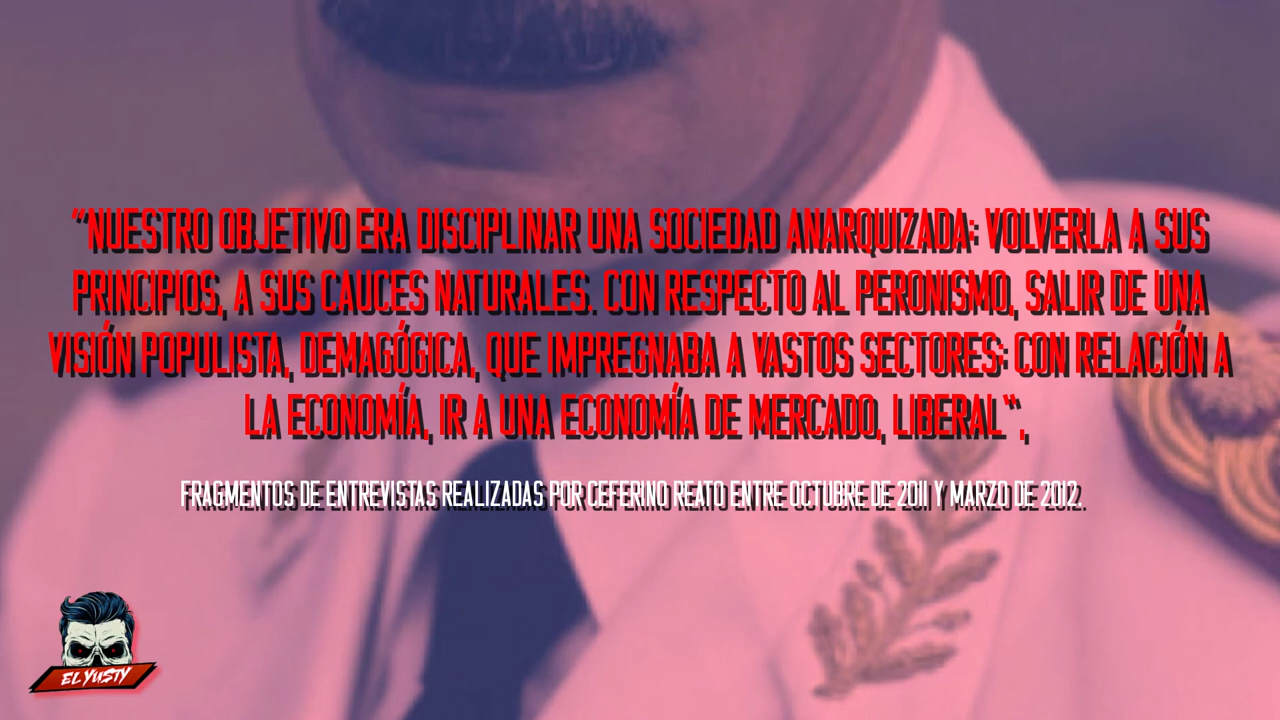 "NUESTRO OBJETIVO ERA DISCIPLINAR UNA SOCIEDAD ANARQUIZADA; VOLVERLA A SUS
PRINCIPIOS, A SUS CAUCES NATURALES. CON RESPECTO AL PERONISMO, SALIR DE UNA
VISIÓN POPULISTA, DEMAGÓGICA, QUE IMPREGNABA A VASTOS SECTORES; CON RELACIÓN A
LA ECONOMÍA, IR A UNA ECONOMÍA DE MERCADO, LIBERAL",
FRAGMENTOS DE ENTREVISTAS REALIZADAS POR CEFERINO REATO ENTRE OCTUBRE DE 2011 Y MARZO DE 2012.
EL YUSTY